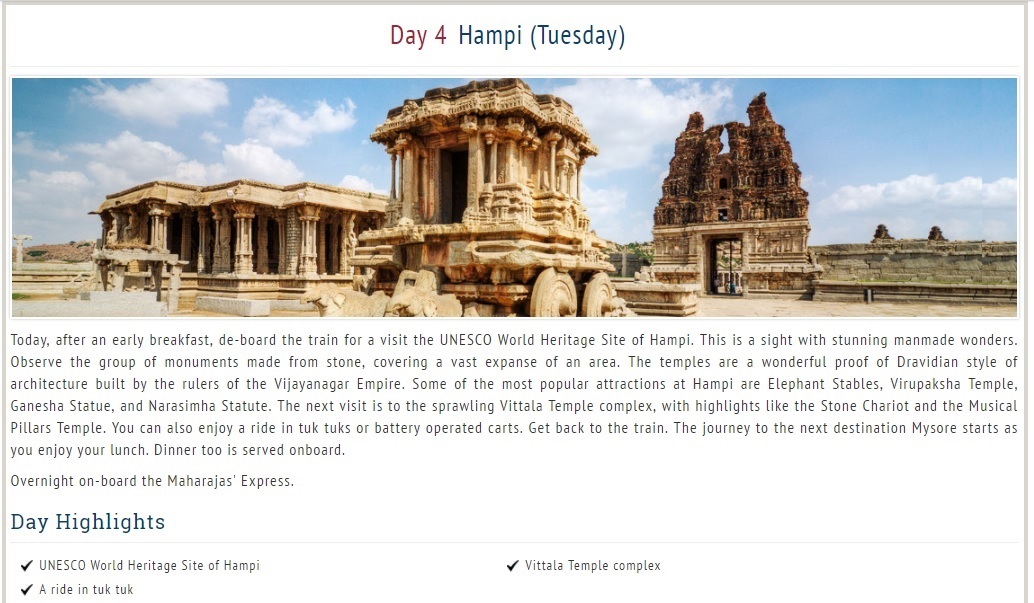 Day 4 Hampi (Tuesday)
Today, after an early breakfast, de-board the train for a visit the UNESCO World Heritage Site of Hampi. This is a sight with stunning manmade wonders.
Observe the group of monuments made from stone, covering a vast expanse of an area. The temples are a wonderful proof of Dravidian style of
architecture built by the rulers of the Vijayanagar Empire. Some of the most popular attractions at Hampi are Elephant Stables, Virupaksha Temple,
Ganesha Statue, and Narasimha Statute. The next visit is to the sprawling Vittala Temple complex, with highlights like the Stone Chariot and the Musical
Pillars Temple. You can also enjoy a ride in tuk tuks or battery operated carts. Get back to the train. The journey to the next destination Mysore starts as
you enjoy your lunch. Dinner too is served onboard.
Overnight on-board the Maharajas' Express.
Day Highlights
UNESCO World Heritage Site of Hampi
Vittala Temple complex
A ride in tuk tuk